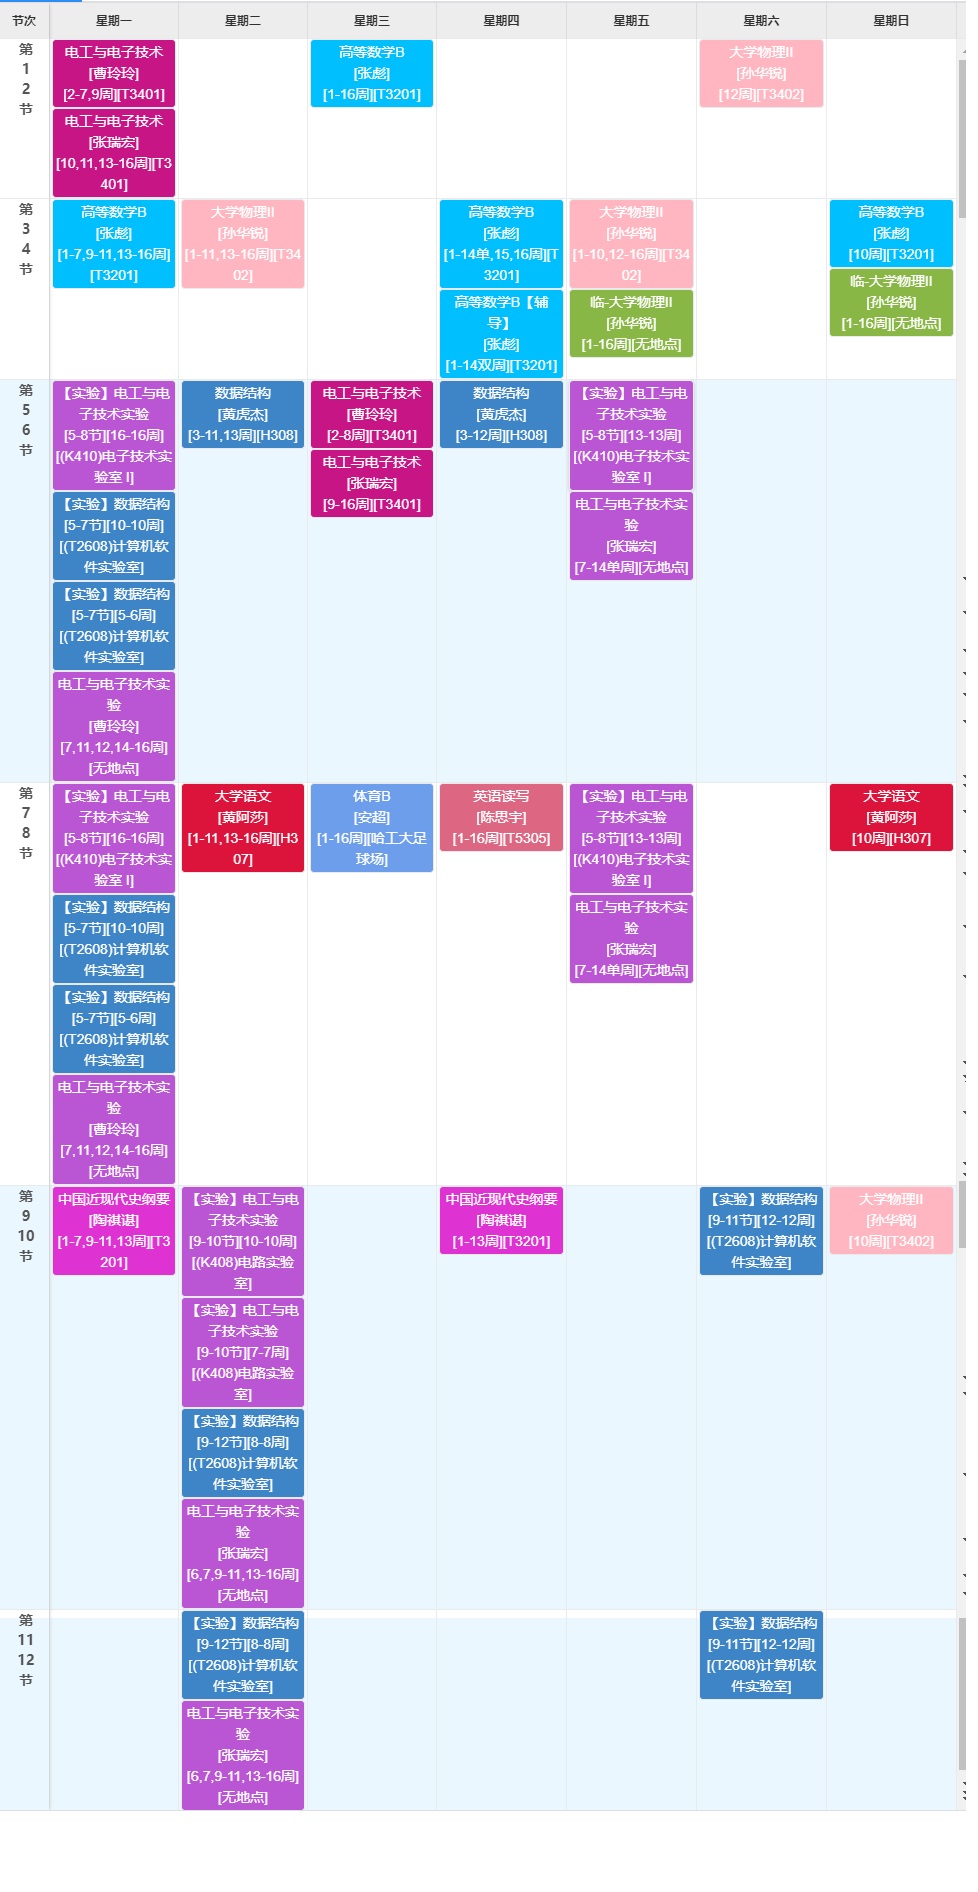 节次
星期一
星期二
星期三
星期四
星期五
星期六
星期日
第
1
2
节
电工与电子技术
[曹玲玲]
[2-7,9周][T3401]
电工与电子技术
[张瑞宏]
[10,11,13-16周][T3
401]
高等数学B
[张彪]
[1-16周][T3201]
大学物理II
[孙华锐]
[12周][T3402]
第
3
4
节
高等数学B
[张彪]
[1-7,9-11,13-16周]
[T3201]
大学物理II
[孙华锐]
[1-11,13-16周][T34
02]
高等数学B
[张彪]
[1-14单,15,16周][T
3201]
高等数学B【辅
导】
[张彪]
[1-14双周][T3201]
大学物理II
[孙华锐]
[1-10,12-16周][T34
02]
临-大学物理II
[孙华锐]
[1-16周][无地点]
高等数学B
[张彪]
[10周][T3201]
临-大学物理II
[孙华锐]
[1-16周][无地点]
第
5
6
节
【实验】电工与电
子技术实验
[5-8节][16-16周]
[(K410)电子技术实
验室 I]
【实验】数据结构
[5-7节][10-10周]
[(T2608)计算机软
件实验室]
【实验】数据结构
[5-7节][5-6周]
[(T2608)计算机软
件实验室]
电工与电子技术实
验
[曹玲玲]
[7,11,12,14-16周]
[无地点]
数据结构
[黄虎杰]
[3-11,13周][H308]
电工与电子技术
[曹玲玲]
[2-8周][T3401]
电工与电子技术
[张瑞宏]
[9-16周][T3401]
数据结构
[黄虎杰]
[3-12周][H308]
【实验】电工与电
子技术实验
[5-8节][13-13周]
[(K410)电子技术实
验室 I]
电工与电子技术实
验
[张瑞宏]
[7-14单周][无地点]
第
7
8
节
【实验】电工与电
子技术实验
[5-8节][16-16周]
[(K410)电子技术实
验室 I]
【实验】数据结构
[5-7节][10-10周]
[(T2608)计算机软
件实验室]
【实验】数据结构
[5-7节][5-6周]
[(T2608)计算机软
件实验室]
电工与电子技术实
验
[曹玲玲]
[7,11,12,14-16周]
[无地点]
大学语文
[黄阿莎]
[1-11,13-16周][H3
07]
体育B
[安超]
[1-16周][哈工大足
球场]
英语读写
[陈思宇]
[1-16周][T5305]
【实验】电工与电
子技术实验
[5-8节][13-13周]
[(K410)电子技术实
验室 I]
电工与电子技术实
验
[张瑞宏]
[7-14单周][无地点]
大学语文
[黄阿莎]
[10周][H307]
第
9
10
节
中国近现代史纲要
[陶祺谌]
[1-7,9-11,13周][T3
201]
【实验】电工与电
子技术实验
[9-10节][10-10周]
[(K408)电路实验
室]
【实验】电工与电
子技术实验
[9-10节][7-7周]
[(K408)电路实验
室]
【实验】数据结构
[9-12节][8-8周]
[(T2608)计算机软
件实验室]
电工与电子技术实
验
[张瑞宏]
[6,7,9-11,13-16周]
[无地点]
中国近现代史纲要
[陶祺谌]
[1-13周][T3201]
【实验】数据结构
[9-11节][12-12周]
[(T2608)计算机软
件实验室]
大学物理II
[孙华锐]
[10周][T3402]
第
11
12
节
【实验】数据结构
[9-12节][8-8周]
[(T2608)计算机软
件实验室]
电工与电子技术实
验
[张瑞宏]
[6,7,9-11,13-16周]
[无地点]
【实验】数据结构
[9-11节][12-12周]
[(T2608)计算机软
件实验室]